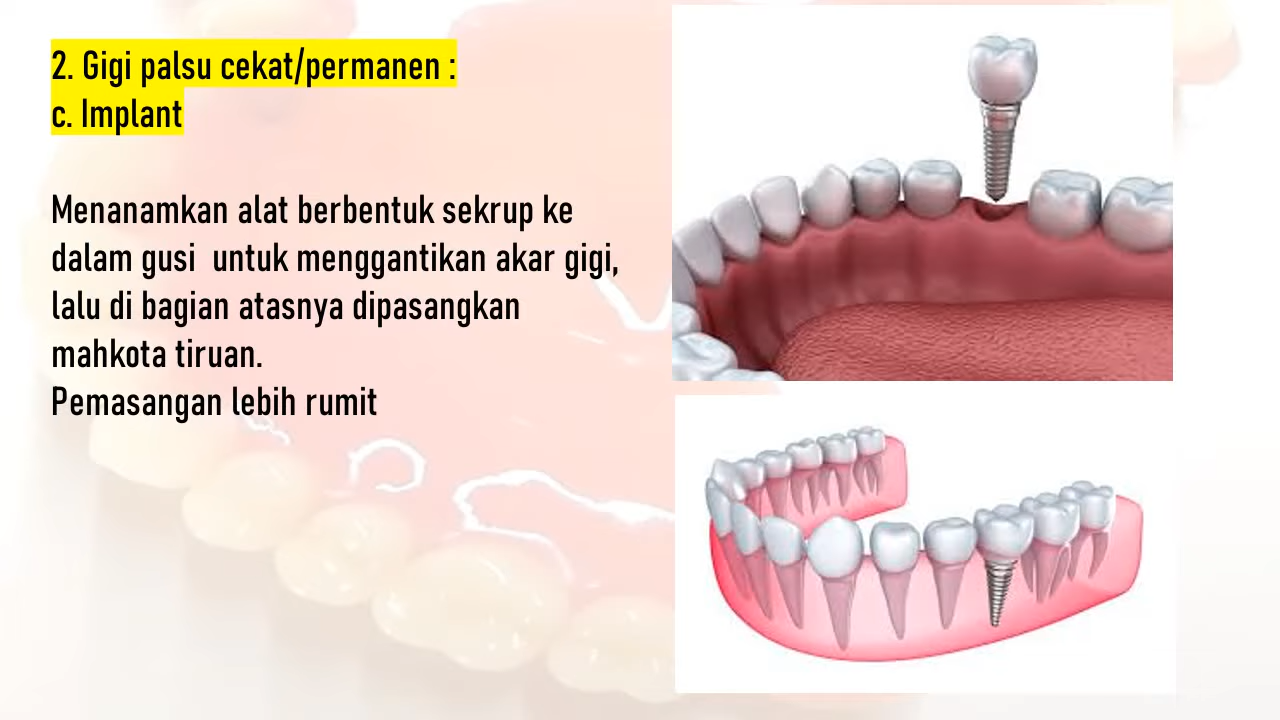 2. Gigi palsu cekat/permanen :
c. Implant
Menanamkan alat berbentuk sekrup ke
dalam gusi  untuk menggantikan akar gigi,
lalu di bagian atasnya dipasangkan
mahkota tiruan.
Pemasangan lebih rumit